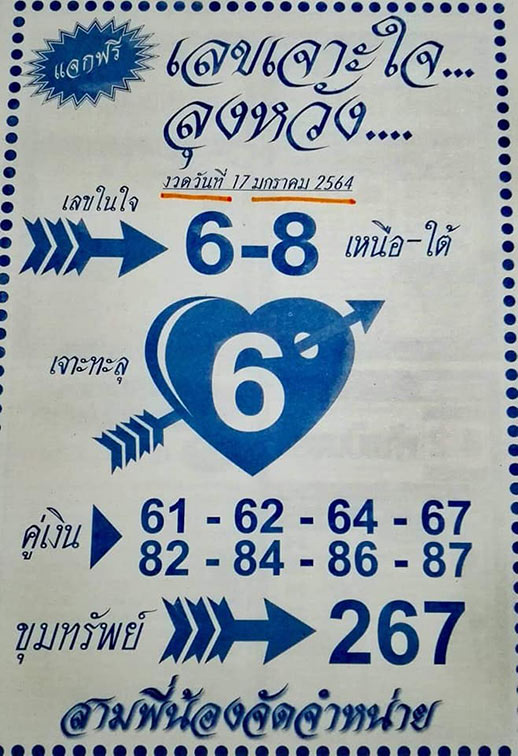 แจกฟรี
เลขเจาะใจ...
ลุงหวัง....
งวดวันที่ 17 มกราคม 2564
เลขในใจ
6-8 เหนือ-ใต้
เจาะทะลุ
6
คู่เงิน
61 - 62 - 64 - 67
82 - 84 - 86 - 87
ขุมทรัพย์ 267
สามพี่น้องจัดจำหน่าย